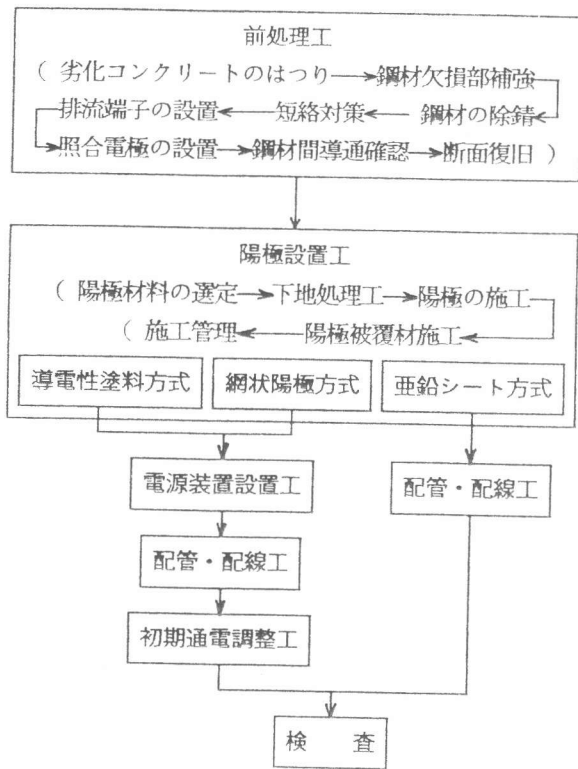 前処理工
( 劣化コンクリートのはつり→鋼材欠損部補強
排流端子の設置←短絡対策←鋼材の除錆
照合電極の設置→鋼材間導通確認→断面復旧 )
陽極設置工
( 陽極材料の選定→下地処理工→陽極の施工
( 施工管理←陽極被覆材施工
導電性塗料方式 網状陽極方式 亜鉛シート方式
電源装置設置工 配管・配線工
配管・配線工
初期通電調整工
検　査